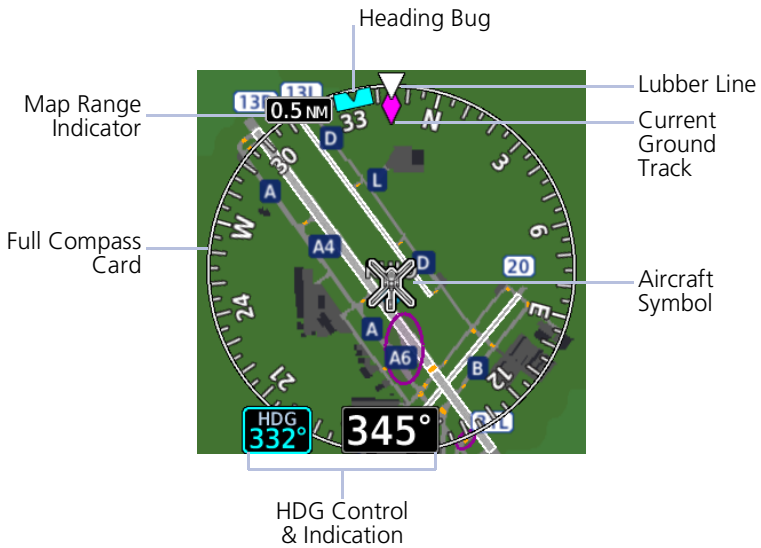 Heading Bug
Lubber Line
Map Range
Indicator
Current
Ground
Track
Full Compass
Card
Aircraft
Symbol
13L
0.5 NM
33
N
D
3
30
L
A
6
W
A4
D
20
24
E
A
A6
B
12
21
HDG
332°
345°
HDG Control
& Indication